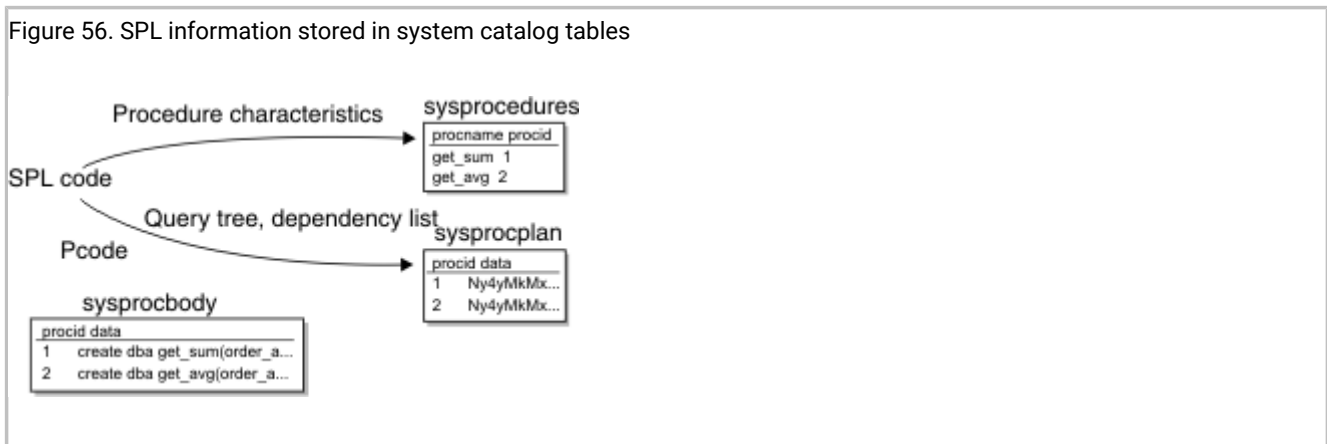 Figure 56. SPL information stored in system catalog tables
Procedure characteristics
sysprocedures
procname procid
get_sum 1
get_avg 2
SPL code
Query tree, dependency list
Pcode
sysprocplan
procid data
1 Ny4yMkMx...
2 Ny4yMkMx...
sysprocbody
procid data
1 create dba get_sum(order_a...
2 create dba get_avg(order_a...